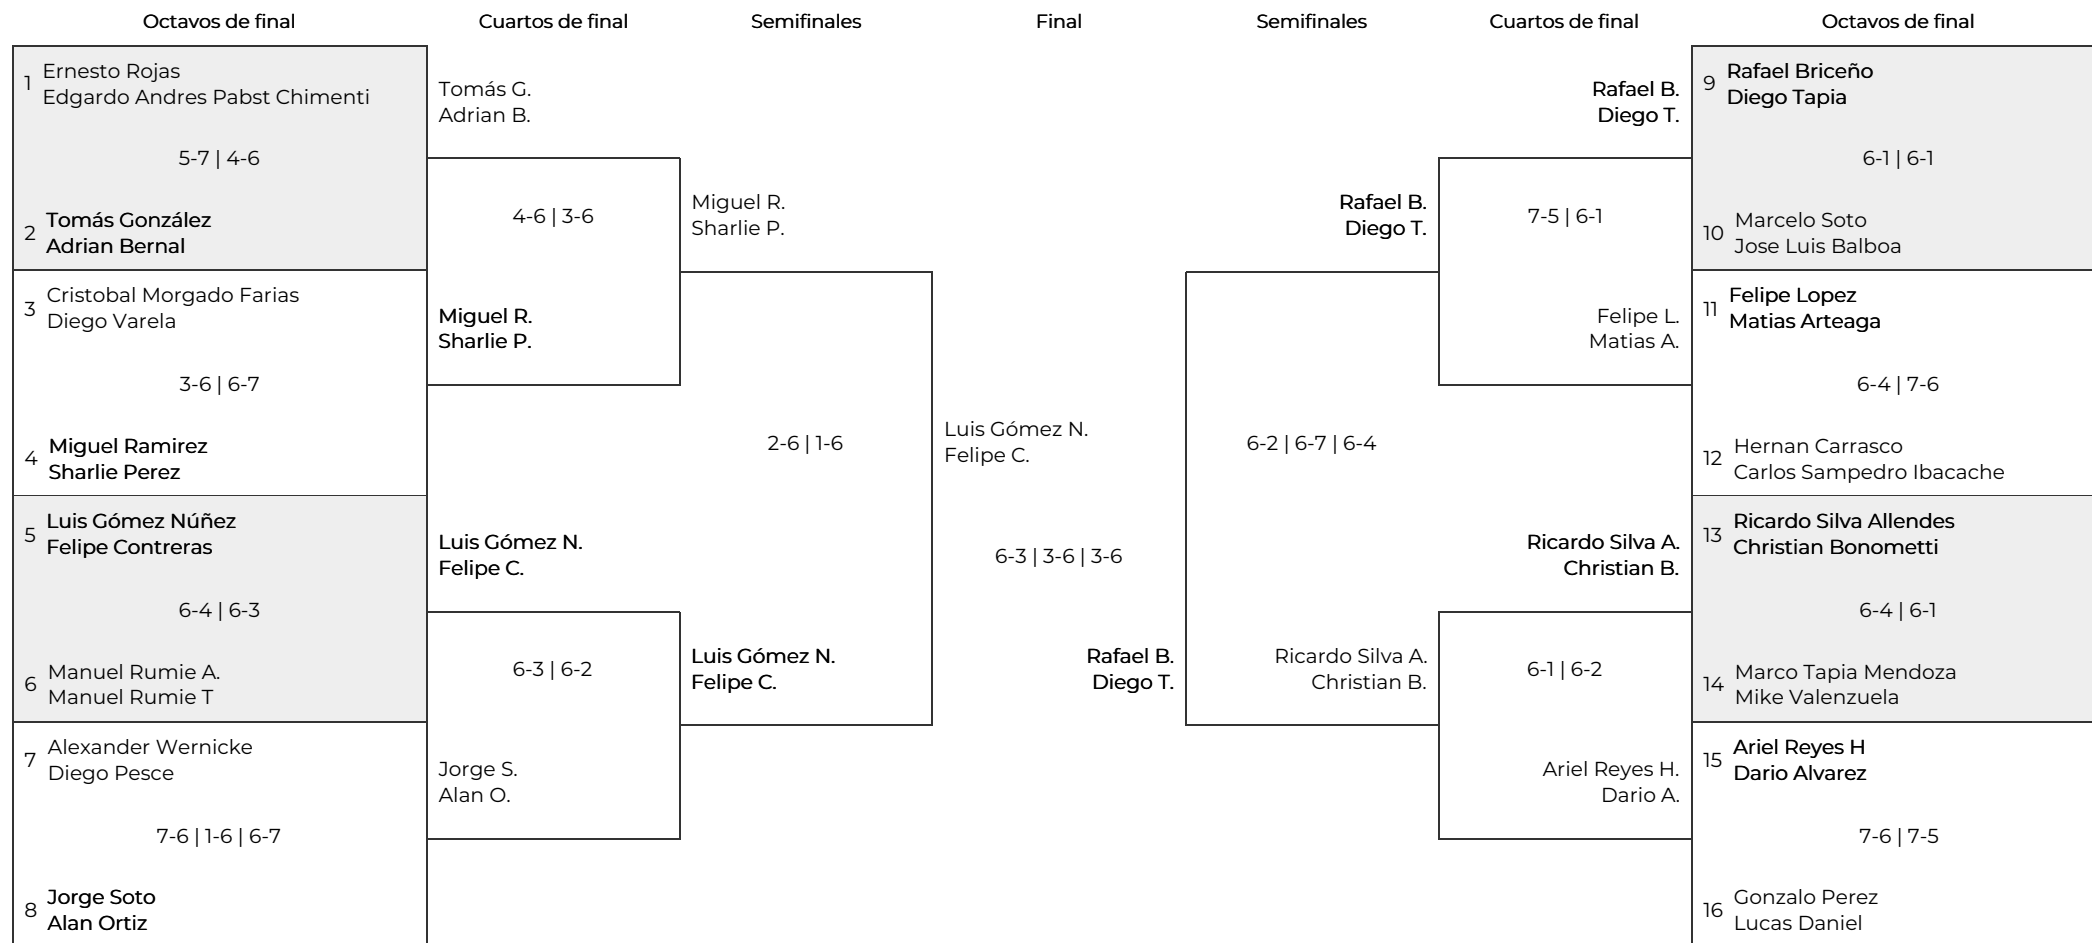 Octavos de final
Cuartos de final
Semifinales
Final
Semifinales
Cuartos de final
Octavos de final
1
Ernesto Rojas
Edgardo Andres Pabst Chimenti
5-7 | 4-6
2
Tomás González
Adrian Bernal
3
Cristobal Morgado Farias
Diego Varela
3-6 | 6-7
4
Miguel Ramirez
Sharlie Perez
5
Luis Gómez Núñez
Felipe Contreras
6-4 | 6-3
6
Manuel Rumie A.
Manuel Rumie T
7
Alexander Wernicke
Diego Pesce
7-6 | 1-6 | 6-7
8
Jorge Soto
Alan Ortiz
Tomás G.
Adrian B.
4-6 | 3-6
Miguel R.
Sharlie P.
Luis Gómez N.
Felipe C.
6-3 | 6-2
Jorge S.
Alan O.
Miguel R.
Sharlie P.
2-6 | 1-6
Luis Gómez N.
Felipe C.
Luis Gómez N.
Felipe C.
6-3 | 3-6 | 3-6
Rafael B.
Diego T.
Rafael B.
Diego T.
6-2 | 6-7 | 6-4
Ricardo Silva A.
Christian B.
Rafael B.
Diego T.
7-5 | 6-1
Felipe L.
Matias A.
Ricardo Silva A.
Christian B.
6-1 | 6-2
Ariel Reyes H.
Dario A.
9
Rafael Briceño
Diego Tapia
6-1 | 6-1
10
Marcelo Soto
Jose Luis Balboa
11
Felipe Lopez
Matias Arteaga
6-4 | 7-6
12
Hernan Carrasco
Carlos Sampedro Ibacache
13
Ricardo Silva Allendes
Christian Bonometti
6-4 | 6-1
14
Marco Tapia Mendoza
Mike Valenzuela
15
Ariel Reyes H
Dario Alvarez
7-6 | 7-5
16
Gonzalo Perez
Lucas Daniel